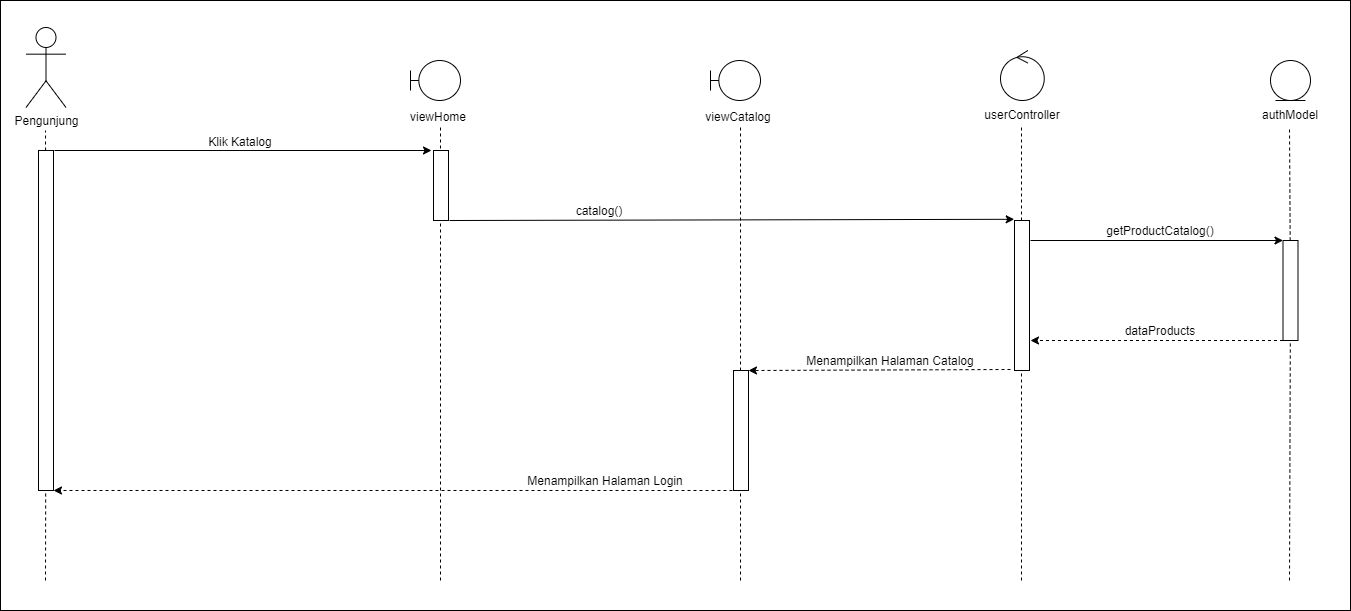 Pengunjung
viewHome
viewCatalog
userController
authModel
Klik Katalog
catalog()
getProductCatalog()
dataProducts
Menampilkan Halaman Catalog
Menampilkan Halaman Login